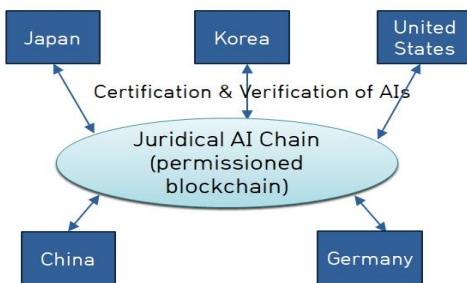 Japan
Korea
United
States
Certification & Verification of AIs
Juridical AI Chain
(permissioned
blockchain)
China
Germany